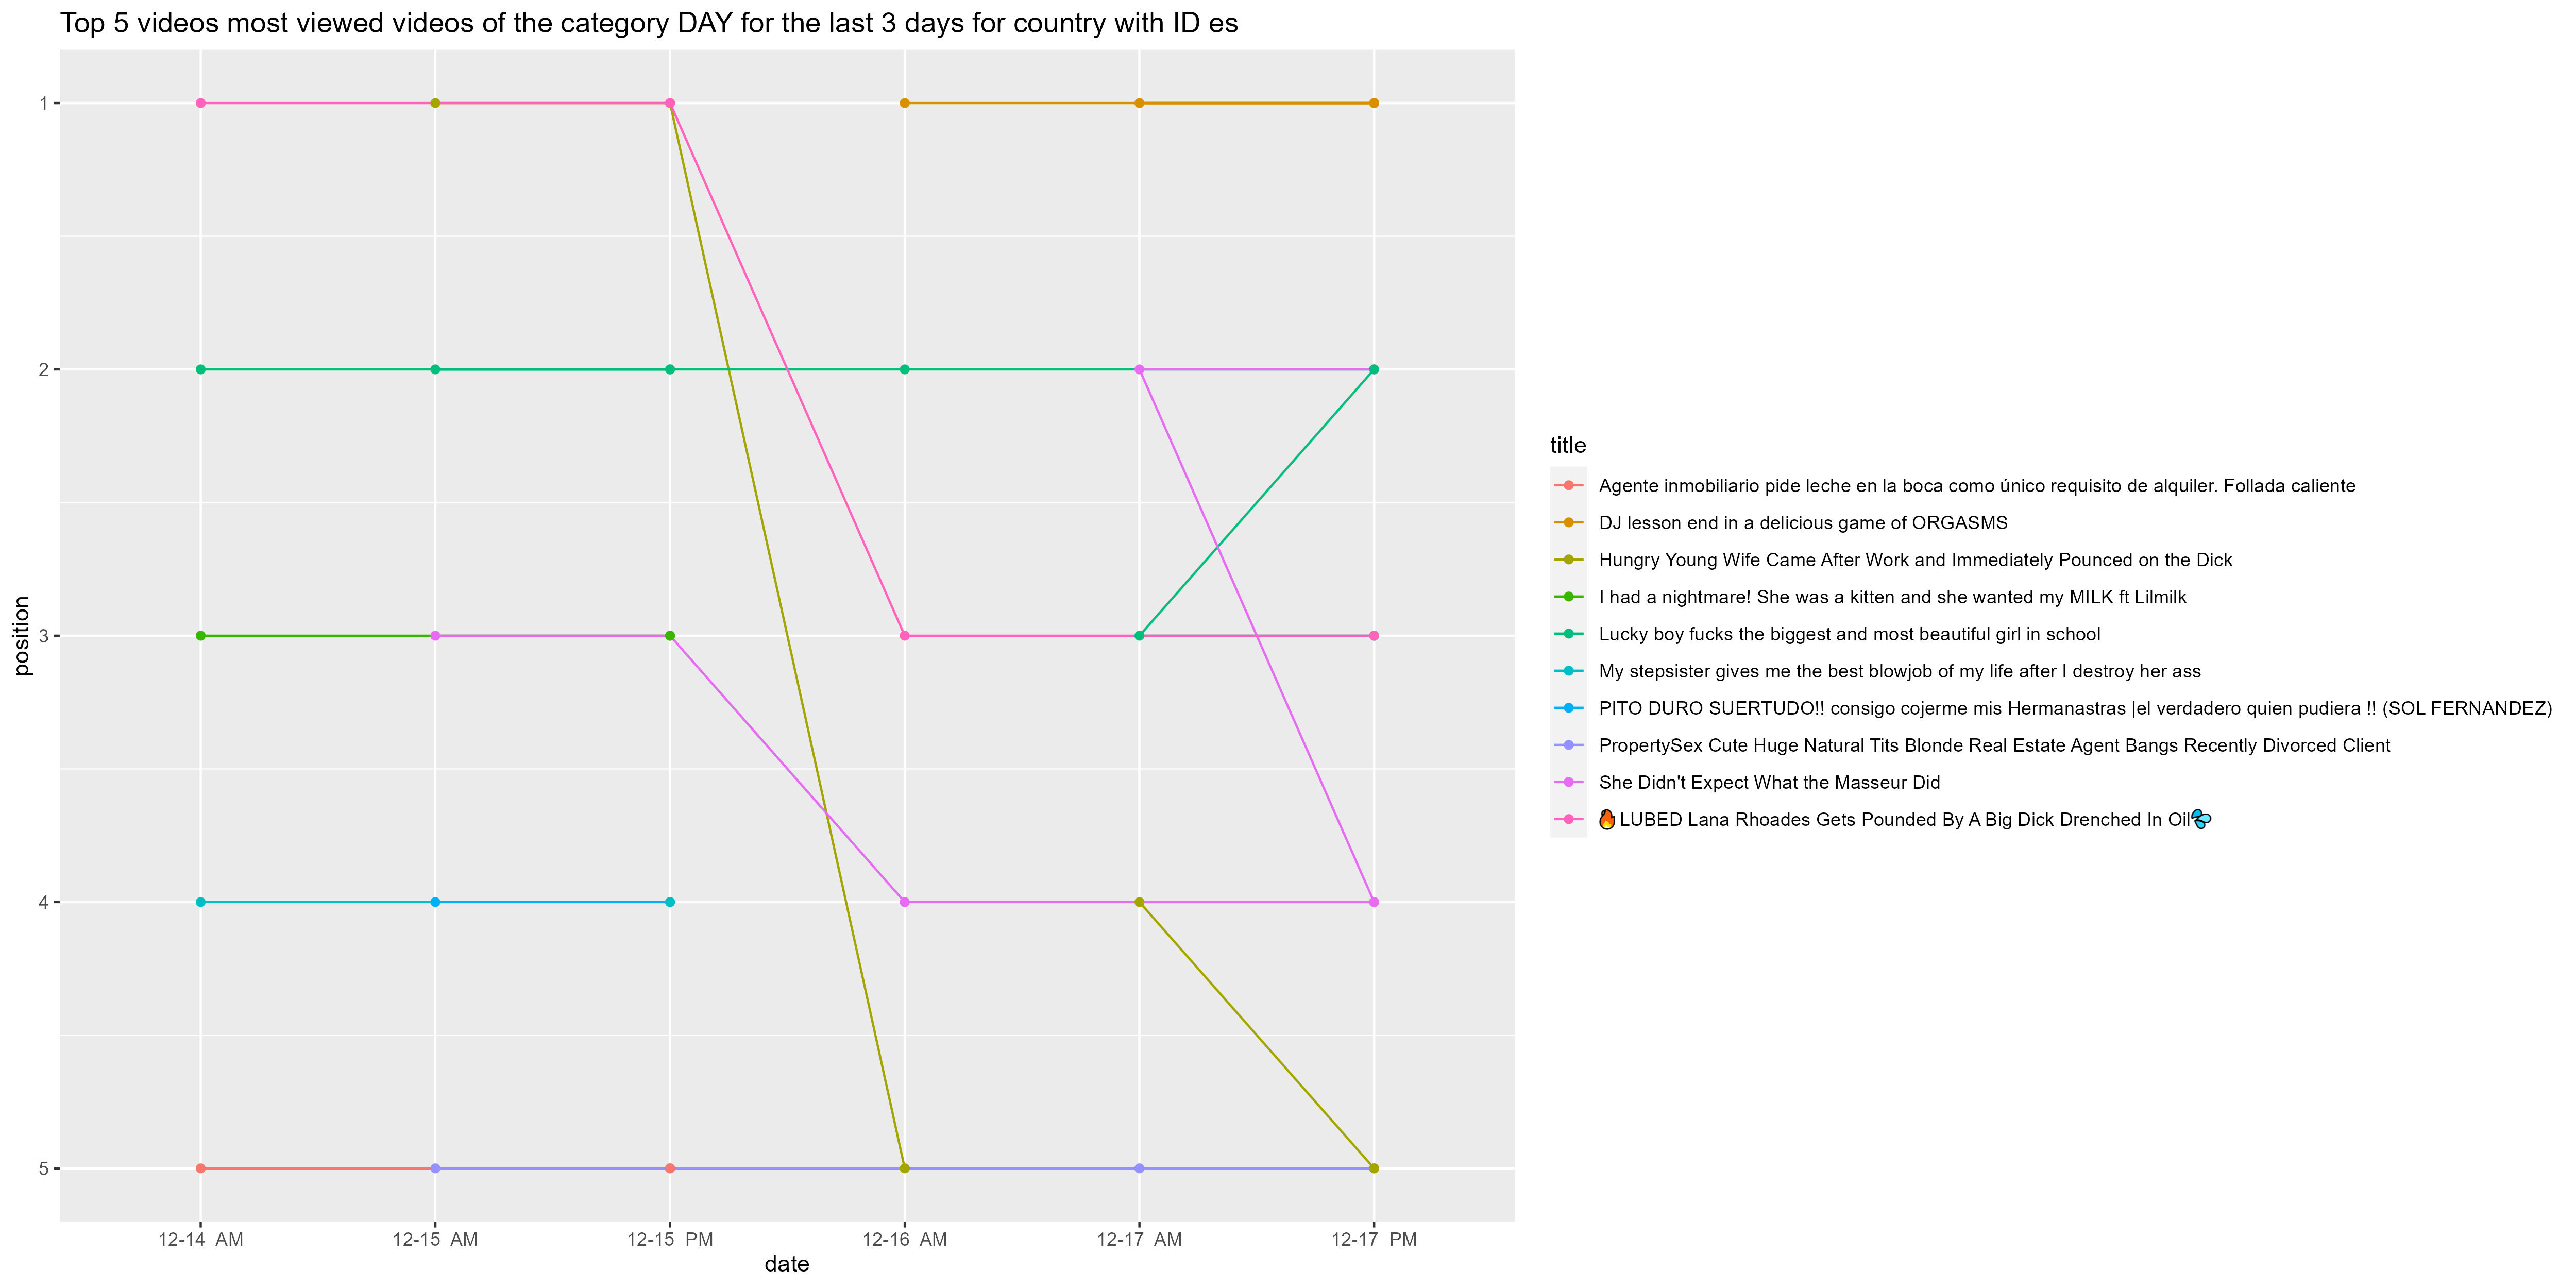 Top 5 videos most viewed videos of the category DAY for the last 3 days for country with ID es
position
1
2
3
4
5
12-14 AM
12-15 AM
12-15 PM
12-16 AM
12-17 AM
12-17 PM
date
title
Agente inmobiliario pide leche en la boca como único requisito de alquiler. Follada caliente
DJ lesson end in a delicious game of ORGASMS
Hungry Young Wife Came After Work and Immediately Pounced on the Dick
I had a nightmare! She was a kitten and she wanted my MILK ft Lilmilk
Lucky boy fucks the biggest and most beautiful girl in school
My stepsister gives me the best blowjob of my life after I destroy her ass
PITO DURO SUERTUDO!! consigo cojerme mis Hermanastras |el verdadero quien pudiera !! (SOL FERNANDEZ)
PropertySex Cute Huge Natural Tits Blonde Real Estate Agent Bangs Recently Divorced Client
She Didn't Expect What the Masseur Did
🔥LUBED Lana Rhoades Gets Pounded By A Big Dick Drenched In Oil💦